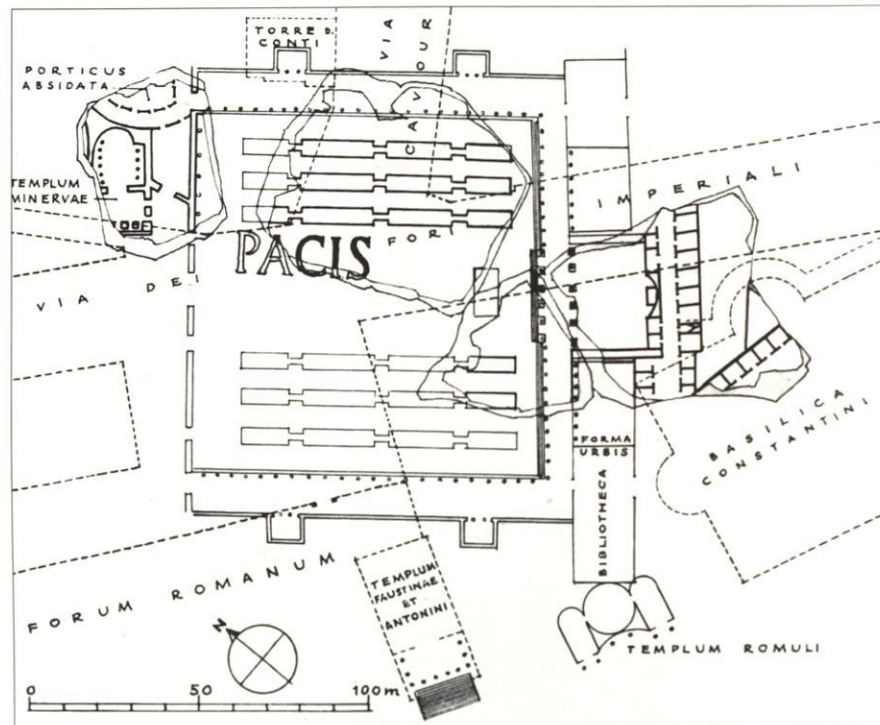 TORRE D.
CONTI
VIA
CAVOUR
PORTICUS
ABSIDATA
TEMPLUM
MINERVAE
IMPERIALI
PACIS
FOR
VIA DEI
FORMA
URBIS
BIBLIOTHECA
BASILICA
CONSTANTINI
FORUM ROMANUM
TEMPLUM
FAUSTINAE
ET
ANTONINI
TEMPLUM ROMULI
N
0 50 100m